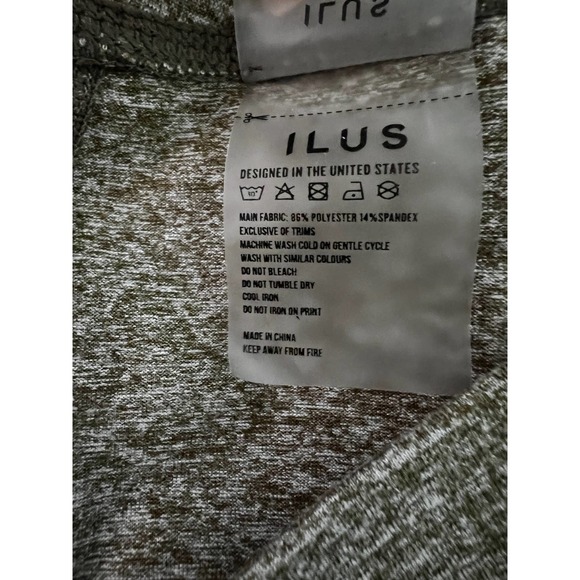 ILUS
ILUS
DESIGNED IN THE UNITED STATES
MAIN FABRIC: 86% POLYESTER 14%SPANDEX
EXCLUSIVE OF TRIMS
MACHINE WASH COLD ON GENTLE CYCLE
WASH WITH SIMILAR COLOURS
DO NOT BLEACH
DO NOT TUMBLE DRY
COOL IRON
DO NOT IRON ON PRINT
MADE IN CHINA
KEEP AWAY FROM FIRE